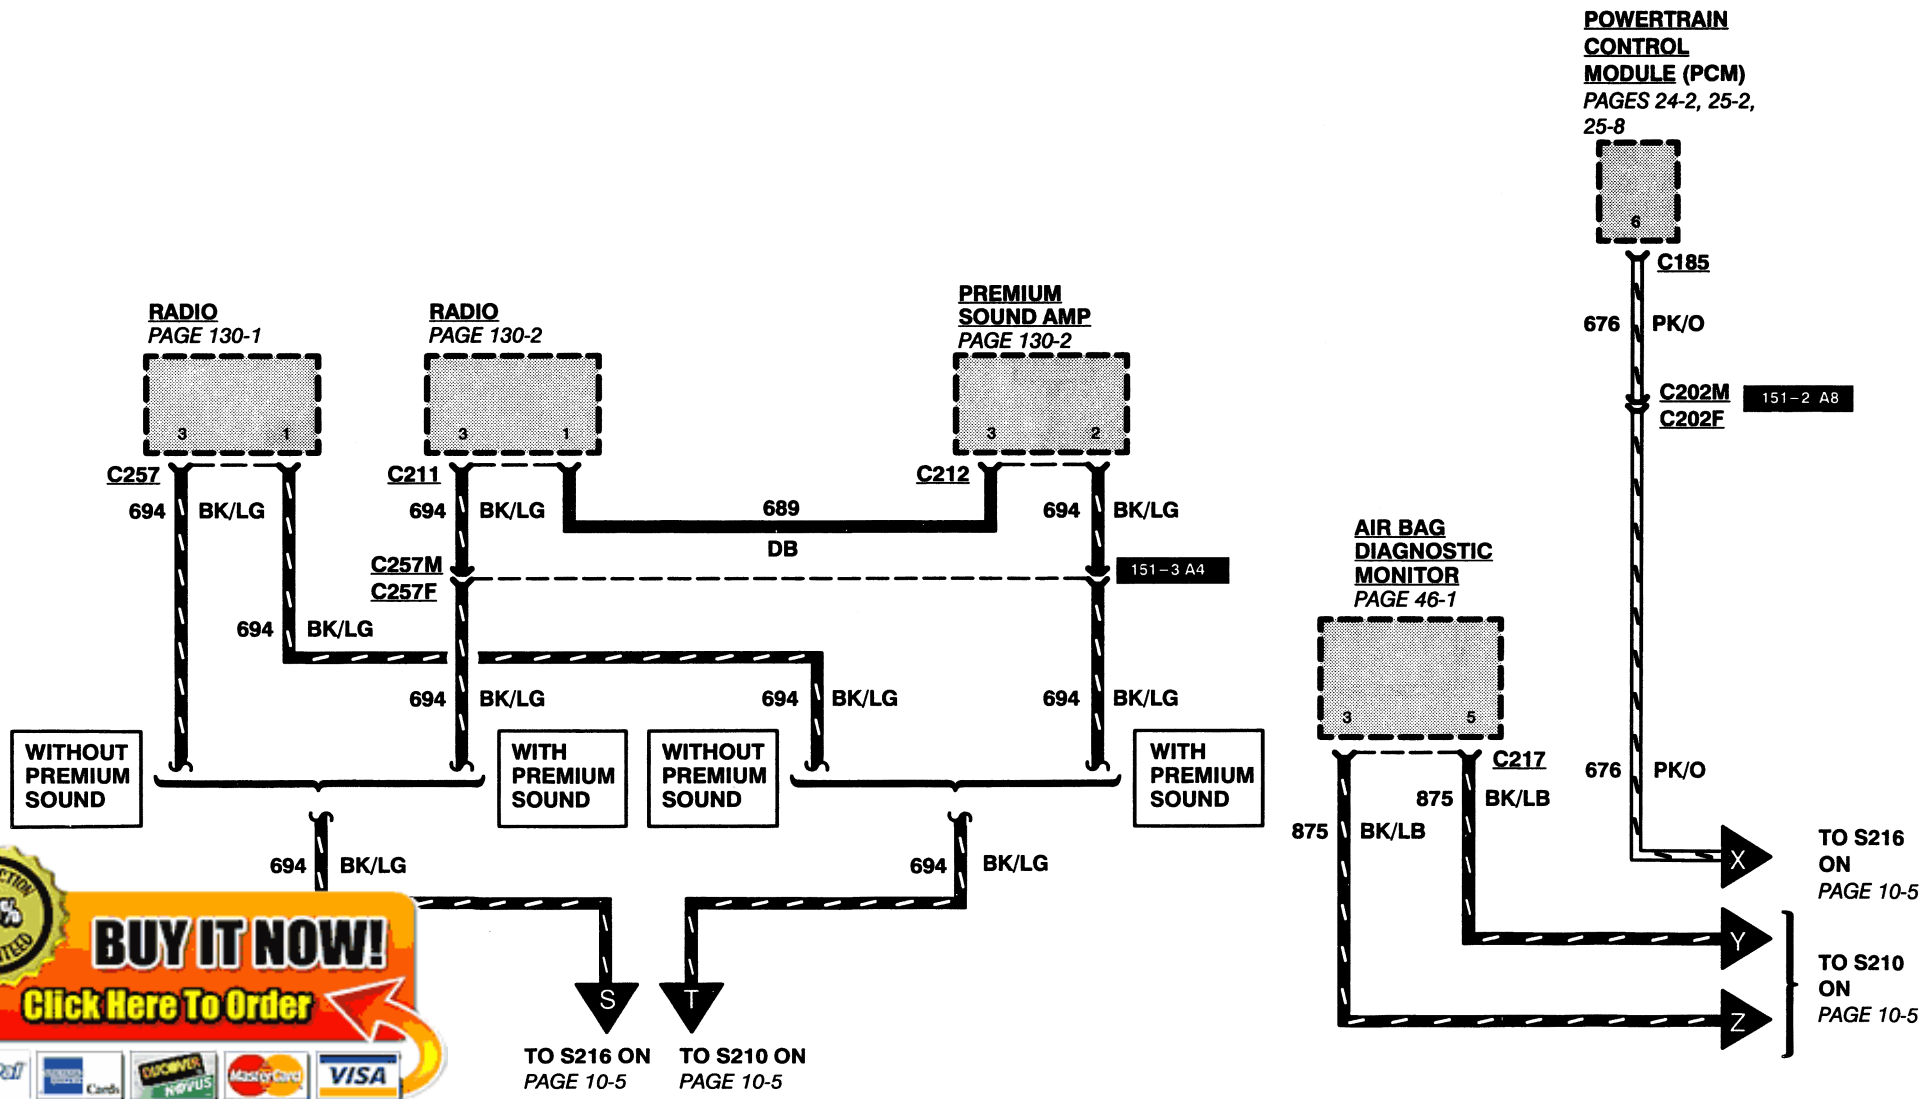 POWERTRAIN
CONTROL
MODULE (PCM)
PAGES 24-2, 25-2,
25-8
6
C185
676 PK/O
C202M
151-2 A8
C202F
676 PK/O
X
TO S216
ON
PAGE 10-5
RADIO
PAGE 130-1
3 1
C257
694 BK/LG
694 BK/LG
RADIO
PAGE 130-2
3 1
C211
694 BK/LG
689
DB
C257M
C257F
694 BK/LG
PREMIUM
SOUND AMP
PAGE 130-2
3 2
C212
694 BK/LG
151-3 A4
694 BK/LG
694 BK/LG
WITHOUT
PREMIUM
SOUND
WITH
PREMIUM
SOUND
WITHOUT
PREMIUM
SOUND
WITH
PREMIUM
SOUND
694 BK/LG
694 BK/LG
S
T
TO S216 ON
PAGE 10-5
TO S210 ON
PAGE 10-5
AIR BAG
DIAGNOSTIC
MONITOR
PAGE 46-1
3 5
C217
875 BK/LB
875 BK/LB
Y
Z
TO S210
ON
PAGE 10-5
BUY IT NOW!
Click Here To Order
%
Cards
DISCOVER
NOVUS
MasterCard
VISA